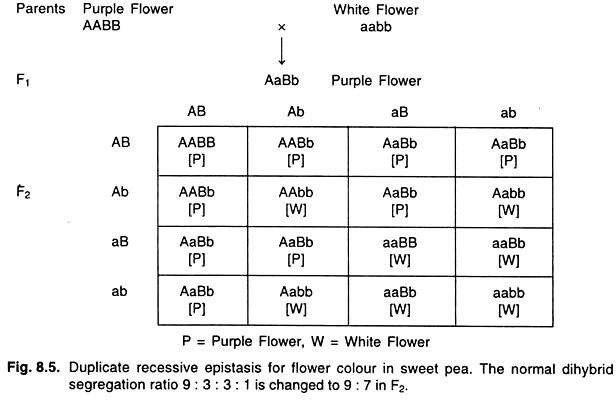 Parents Purple Flower White Flower
AABB × aabb
F1 AaBb Purple Flower
AB Ab aB ab
AB AABB AABb AaBb AaBb
[P] [P] [P] [P]
F2 Ab AABb AAbb AaBb Aabb
[P] [W] [P] [W]
aB AaBb AaBb aaBB aaBb
[P] [P] [W] [W]
ab AaBb Aabb aaBb aabb
[P] [W] [W] [W]
P = Purple Flower, W = White Flower
Fig. 8.5. Duplicate recessive epistasis for flower colour in sweet pea. The normal dihybrid
segregation ratio 9 : 3 : 3 : 1 is changed to 9 : 7 in F2.